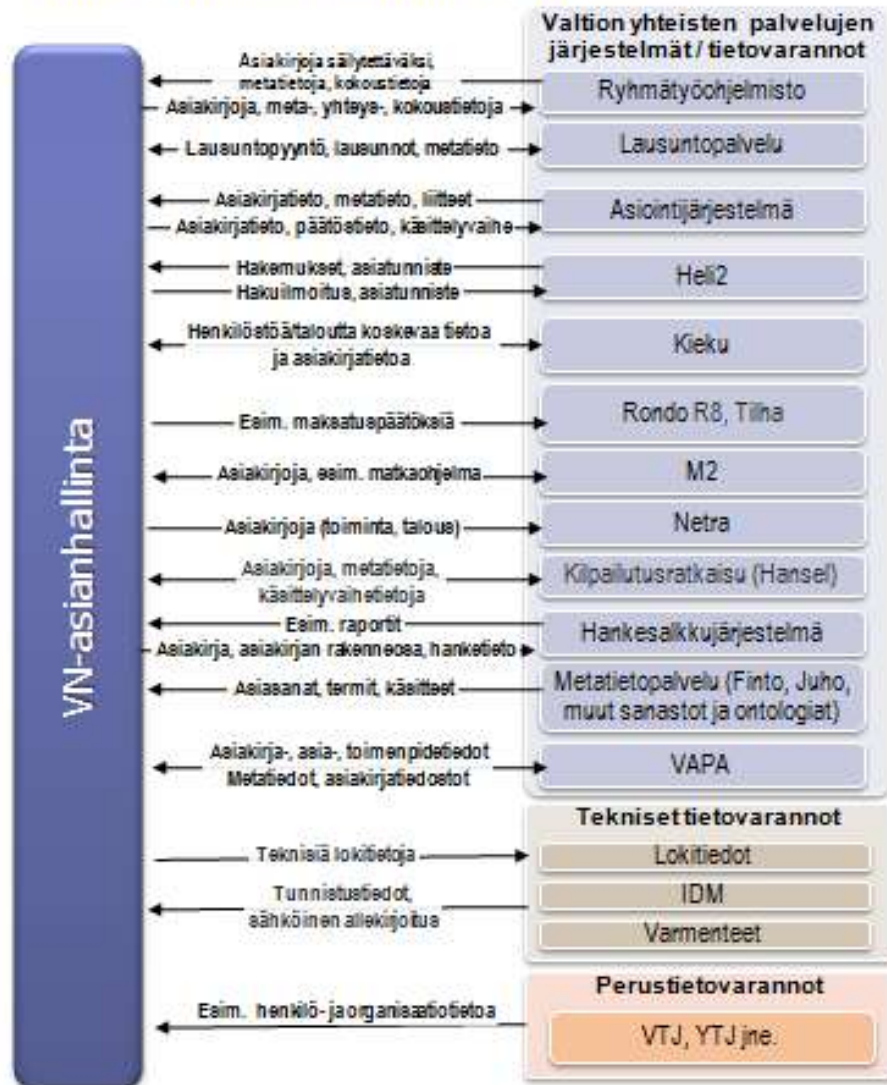 Valtion yhteisten palvelujen
järjestelmät / tietovarannot
VN-asianhallinta
Asiakirjoja säilytettäväksi,
metatietoja, kokoustietoja
Asiakirjoja, meta-, yhteys-, kokoustietoja
Ryhmätyöohjelmisto
Lausuntopyyntö, lausunnot, metatieto
Lausuntopalvelu
Asiakirjatieto, metatieto, liitteet
Asiakirjatieto, päätöstieto, käsittelyvaihe
Asiointijärjestelmä
Hakemukset, asiatunniste
Hakuilmoitus, asiatunniste
Heli2
Henkilöstöä/taloutta koskevaa tietoa
ja asiakirjatietoa
Kieku
Esim. maksatuspäätöksiä
Rondo R8, Tilha
Asiakirjoja, esim. matkaohjelma
M2
Asiakirjoja (toiminta, talous)
Netra
Asiakirjoja, metatietoja,
käsittelyvaihetietoja
Kilpailutusratkaisu (Hansel)
Esim. raportit
Asiakirja, asiakirjan rakenneosa, hanketieto
Hankesalkkujärjestelmä
Asiasanat, termit, käsitteet
Metatietopalvelu (Finto, Juho,
muut sanastot ja ontologiat)
Asiakirja-, asia-, toimenpidetiedot
Metatiedot, asiakirjatiedostot
VAPA
Tekniset tietovarannot
Teknisiä lokitietoja
Lokitiedot
Tunnistustiedot,
sähköinen allekirjoitus
IDM
Varmenteet
Perustietovarannot
Esim. henkilö- ja organisaatiotietoa
VTJ, YTJ jne.